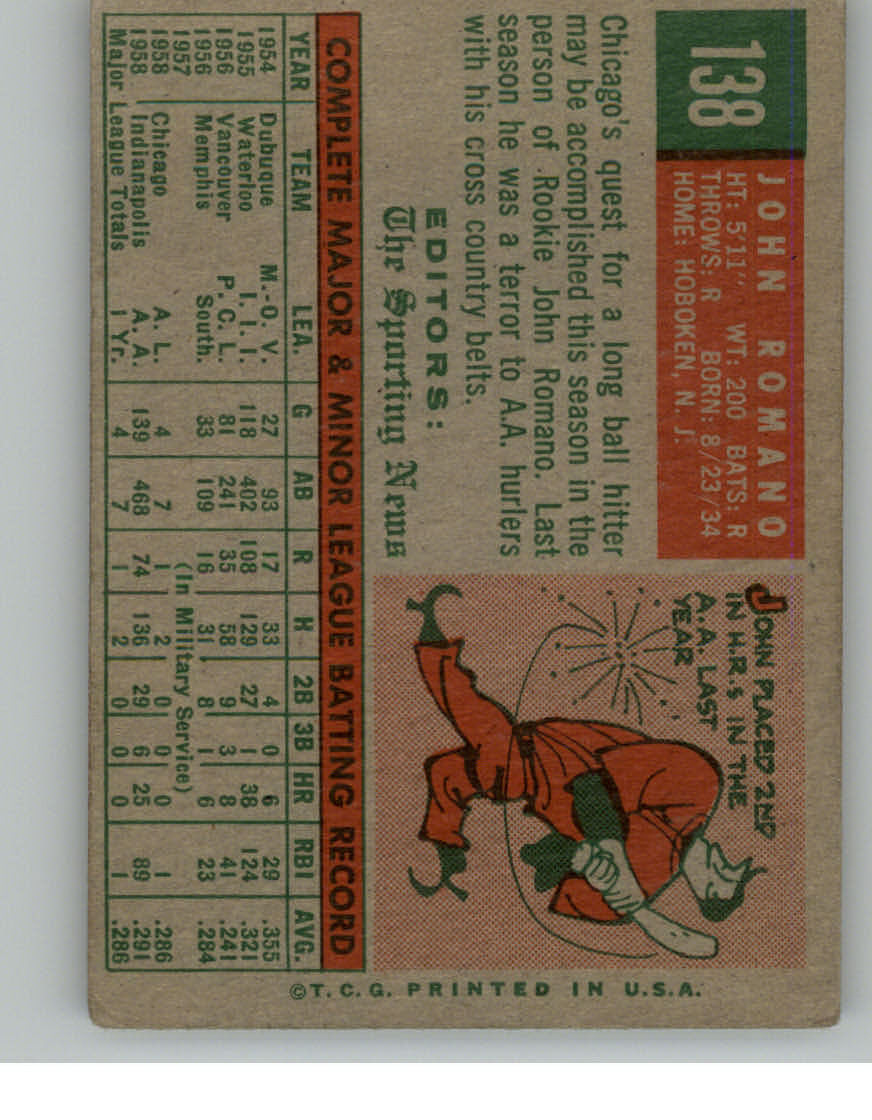 138
JOHN ROMANO
HT: 5'11" WT: 200 BATS: R
THROWS: R BORN: 8/23/34
HOME: HOBOKEN, N. J.
Chicago's quest for a long ball hitter
may be accomplished this season in the
person of Rookie John Romano. Last
season he was a terror to A.A. hurlers
with his cross country belts.
EDITORS:
The Sporting News
JOHN PLACED 2ND
IN H.R.s IN THE
A.A. LAST
YEAR
COMPLETE MAJOR & MINOR LEAGUE BATTING RECORD
YEAR TEAM LEA. G AB R H 2B 3B HR RBI AVG.
1954 Dubuque M.-O. V. 27 93 17 33 4 0 6 29 .355
1955 Waterloo I. I. I. 118 402 108 129 27 1 38 124 .321
1956 Vancouver P. C. L. 81 241 35 58 9 3 8 41 .241
1956 Memphis South. 33 109 16 31 8 1 6 23 .284
1957 (In Military Service)
1958 Chicago A. L. 4 7 1 2 0 0 0 1 .286
1958 Indianapolis A. A. 139 468 74 136 29 6 25 89 .291
Major League Totals 1 Yr. 4 7 1 2 0 0 0 1 .286
©T. C. G. PRINTED IN U.S.A.